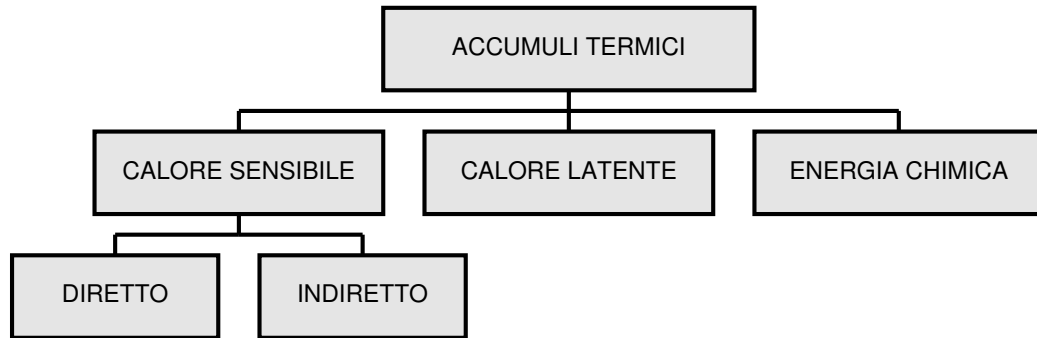 ACCUMULI TERMICI
CALORE SENSIBILE
CALORE LATENTE
ENERGIA CHIMICA
DIRETTO
INDIRETTO